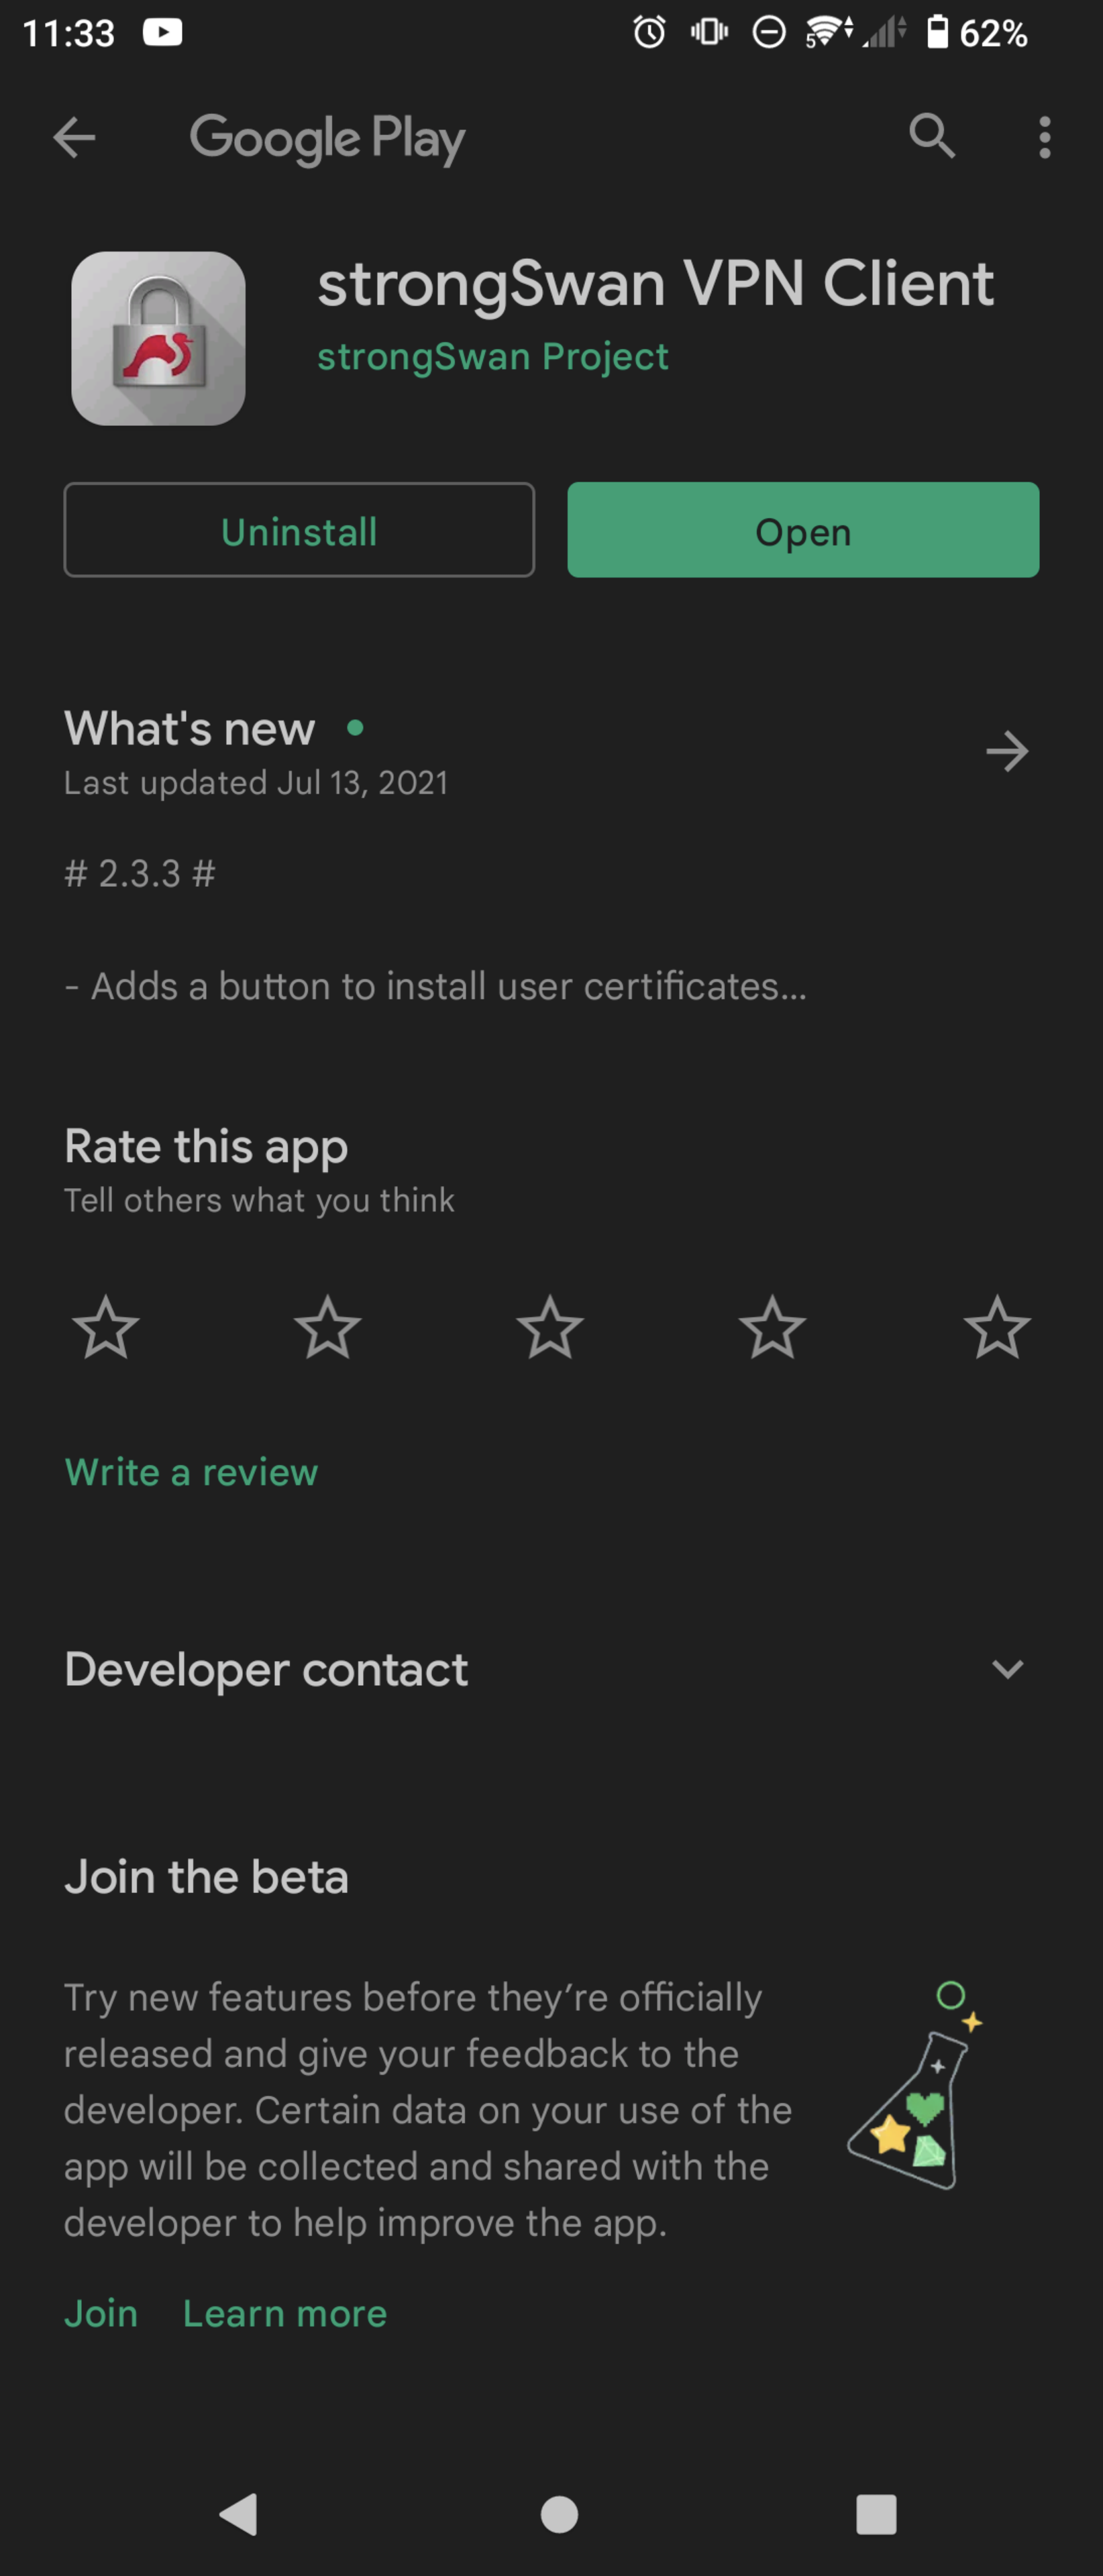 11:33
5
62%
Google Play
strongSwan VPN Client
strongSwan Project
Uninstall
Open
What's new
Last updated Jul 13, 2021
# 2.3.3 #
- Adds a button to install user certificates...
Rate this app
Tell others what you think
Write a review
Developer contact
Join the beta
Try new features before they’re officially
released and give your feedback to the
developer. Certain data on your use of the
app will be collected and shared with the
developer to help improve the app.
Join
Learn more